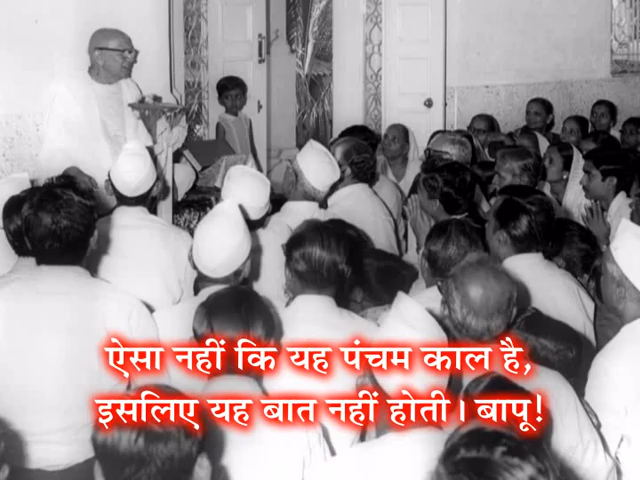 ऐसा नहीं कि यह पंचम काल है,
इसलिए यह बात नहीं होती। बापू!